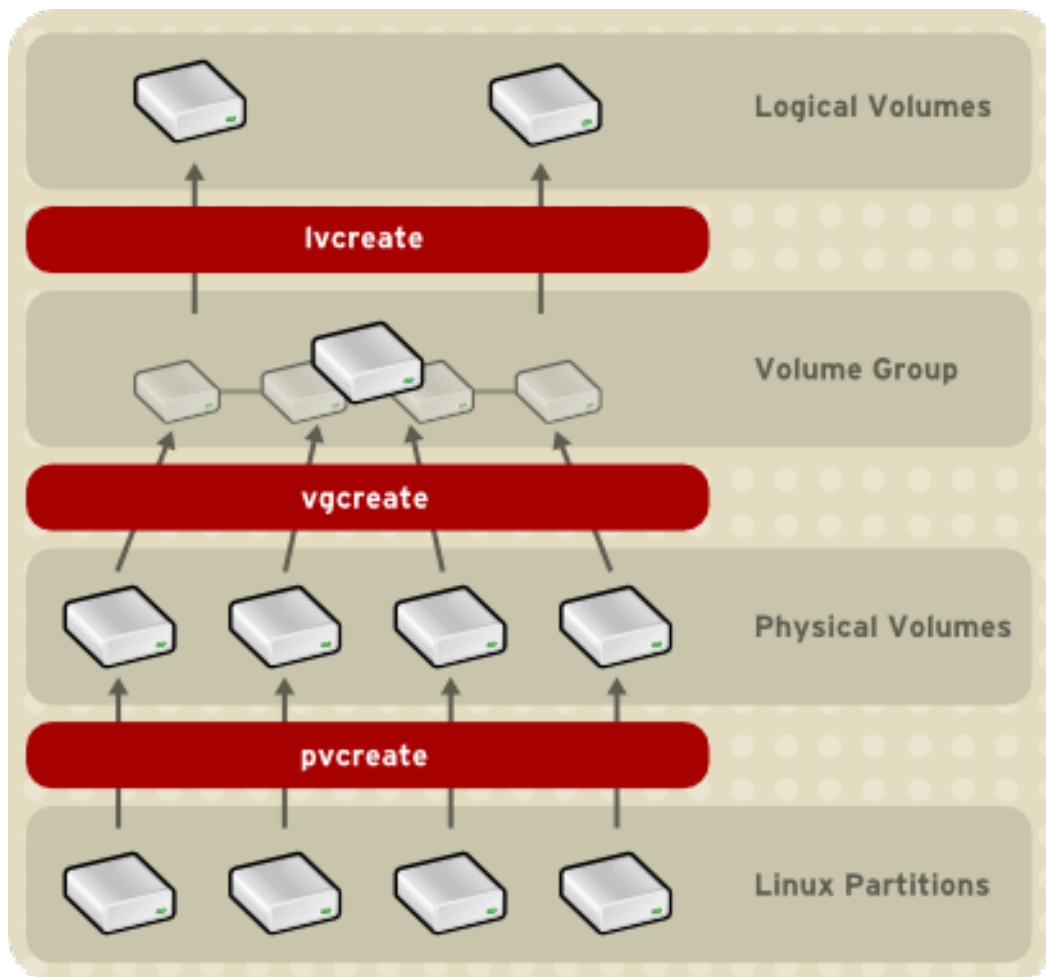 Logical Volumes
lvcreate
Volume Group
vgcreate
Physical Volumes
pvcreate
Linux Partitions